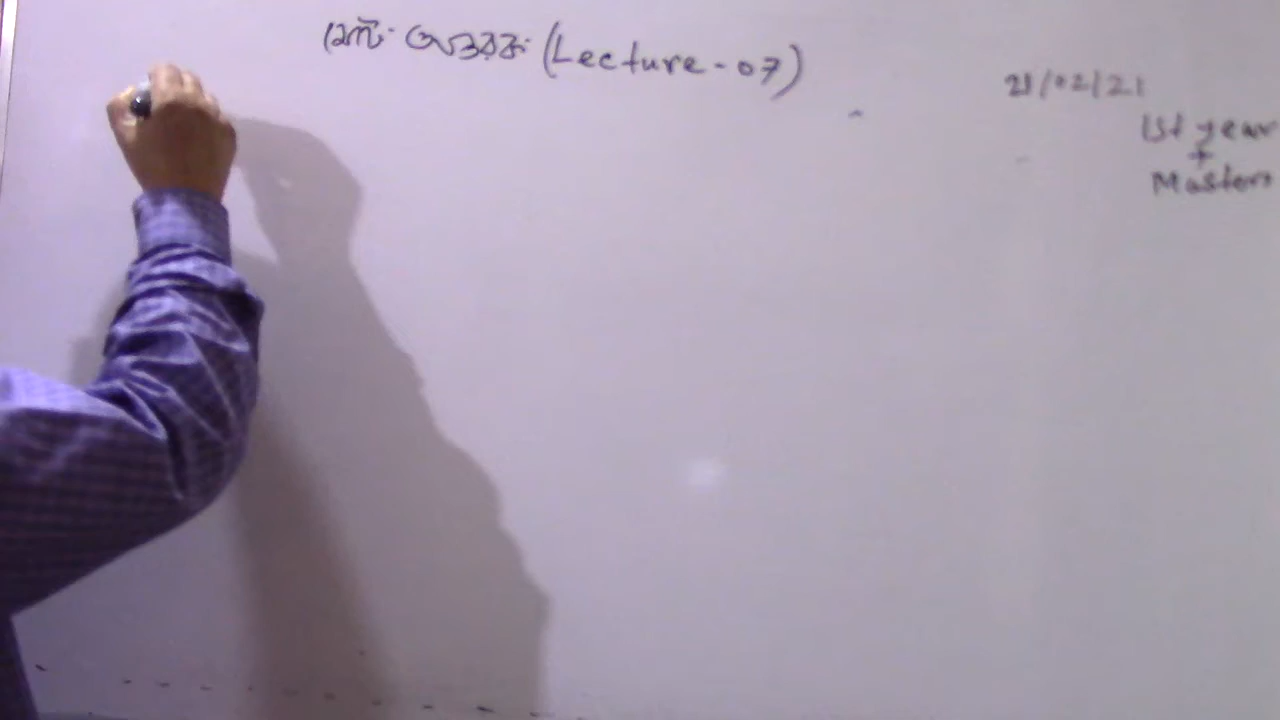 (Lecture-07)
21/02/21
1st year
+
Masters